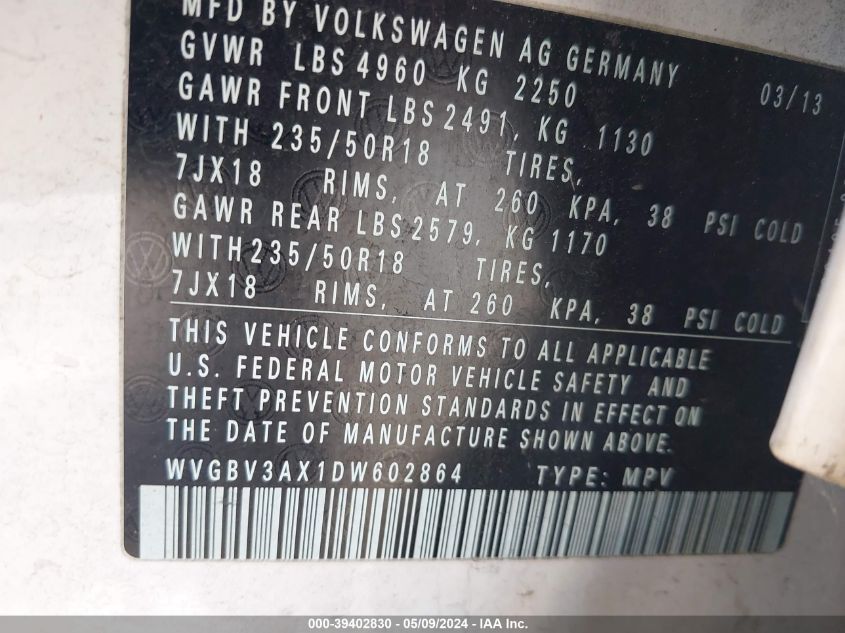 MFD BY VOLKSWAGEN AG GERMANY
GVWR LBS 4960 KG 2250 03/13
GAWR FRONT LBS 2491, KG 1130
WITH 235/50R18 TIRES,
7JX18 RIMS, AT 260 KPA, 38 PSI COLD
GAWR REAR LBS 2579, KG 1170
WITH 235/50R18 TIRES,
7JX18 RIMS, AT 260 KPA, 38 PSI COLD
THIS VEHICLE CONFORMS TO ALL APPLICABLE
U.S. FEDERAL MOTOR VEHICLE SAFETY AND
THEFT PREVENTION STANDARDS IN EFFECT ON
THE DATE OF MANUFACTURE SHOWN ABOVE.
WVGBV3AX1DW602864 TYPE: MPV
000-39402830 - 05/09/2024 - IAA Inc.